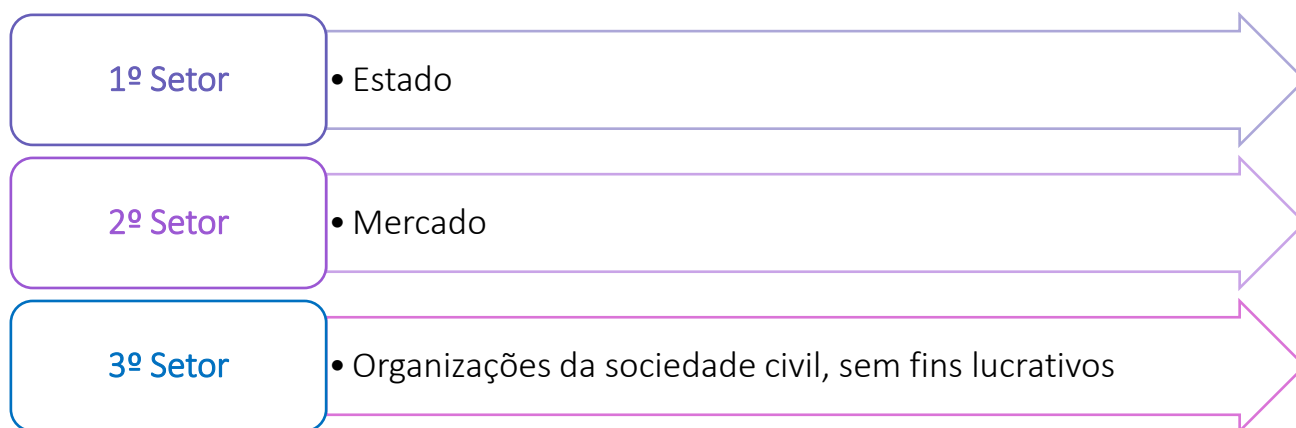 1º Setor
• Estado
2º Setor
• Mercado
3º Setor
• Organizações da sociedade civil, sem fins lucrativos